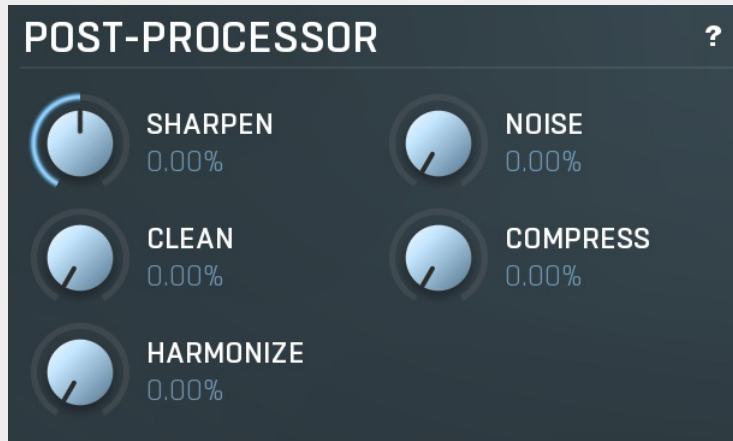 POST-PROCESSOR ?
SHARPEN
0.00%
NOISE
0.00%
CLEAN
0.00%
COMPRESS
0.00%
HARMONIZE
0.00%